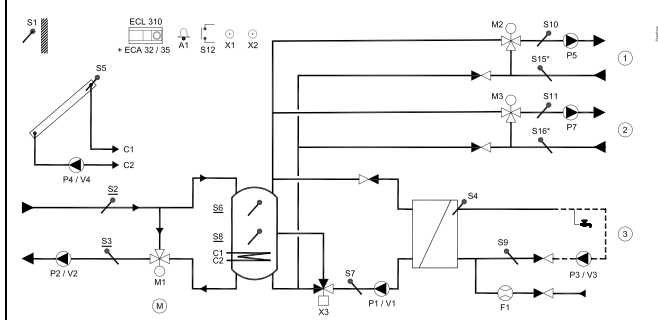 S1
ECL 310
+ ECA 32 / 35
A1
S12
X1
X2
M2
S10
P5
1
S15*
S5
M3
S11
P7
2
S16*
C1
C2
P4 / V4
S2
S6
S4
S3
S8
C1
C2
S9
3
P2 / V2
M1
S7
P3 / V3
M
X3
P1 / V1
F1